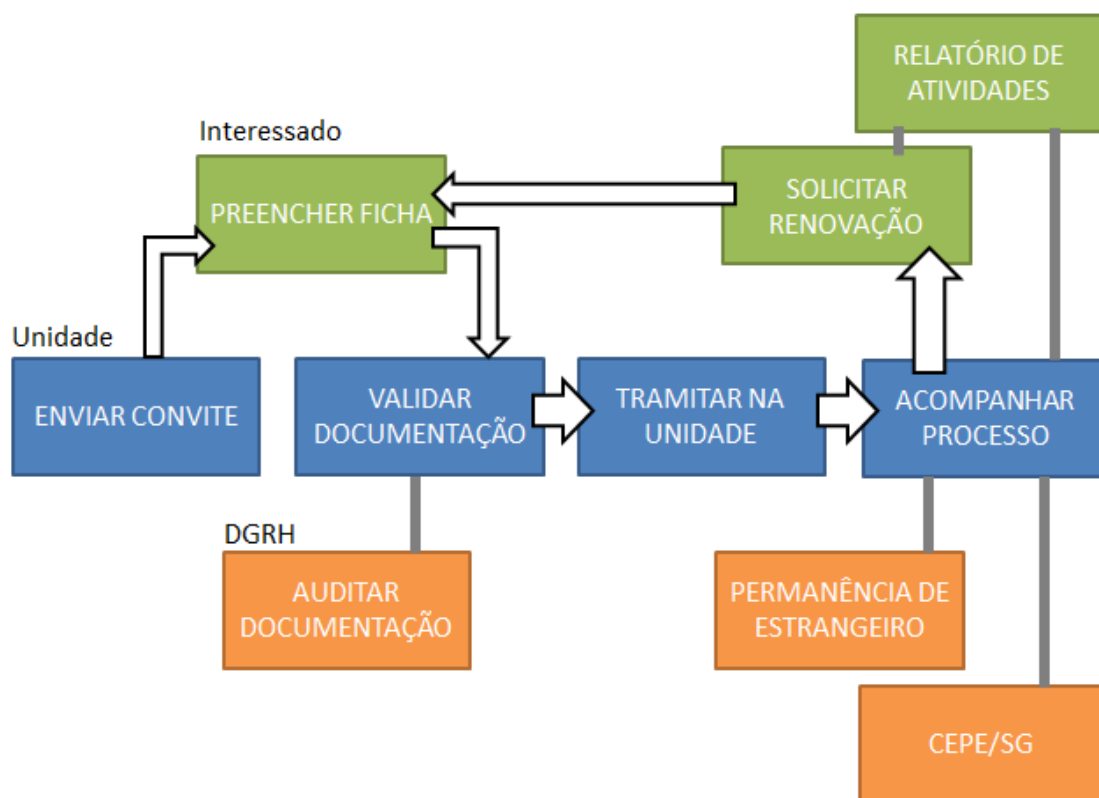 RELATÓRIO DE
ATIVIDADES
Interessado
PREENCHER FICHA
SOLICITAR
RENOVAÇÃO
Unidade
ENVIAR CONVITE
VALIDAR
DOCUMENTAÇÃO
TRAMITAR NA
UNIDADE
ACOMPANHAR
PROCESSO
DGRH
AUDITAR
DOCUMENTAÇÃO
PERMANÊNCIA DE
ESTRANGEIRO
CEPE/SG